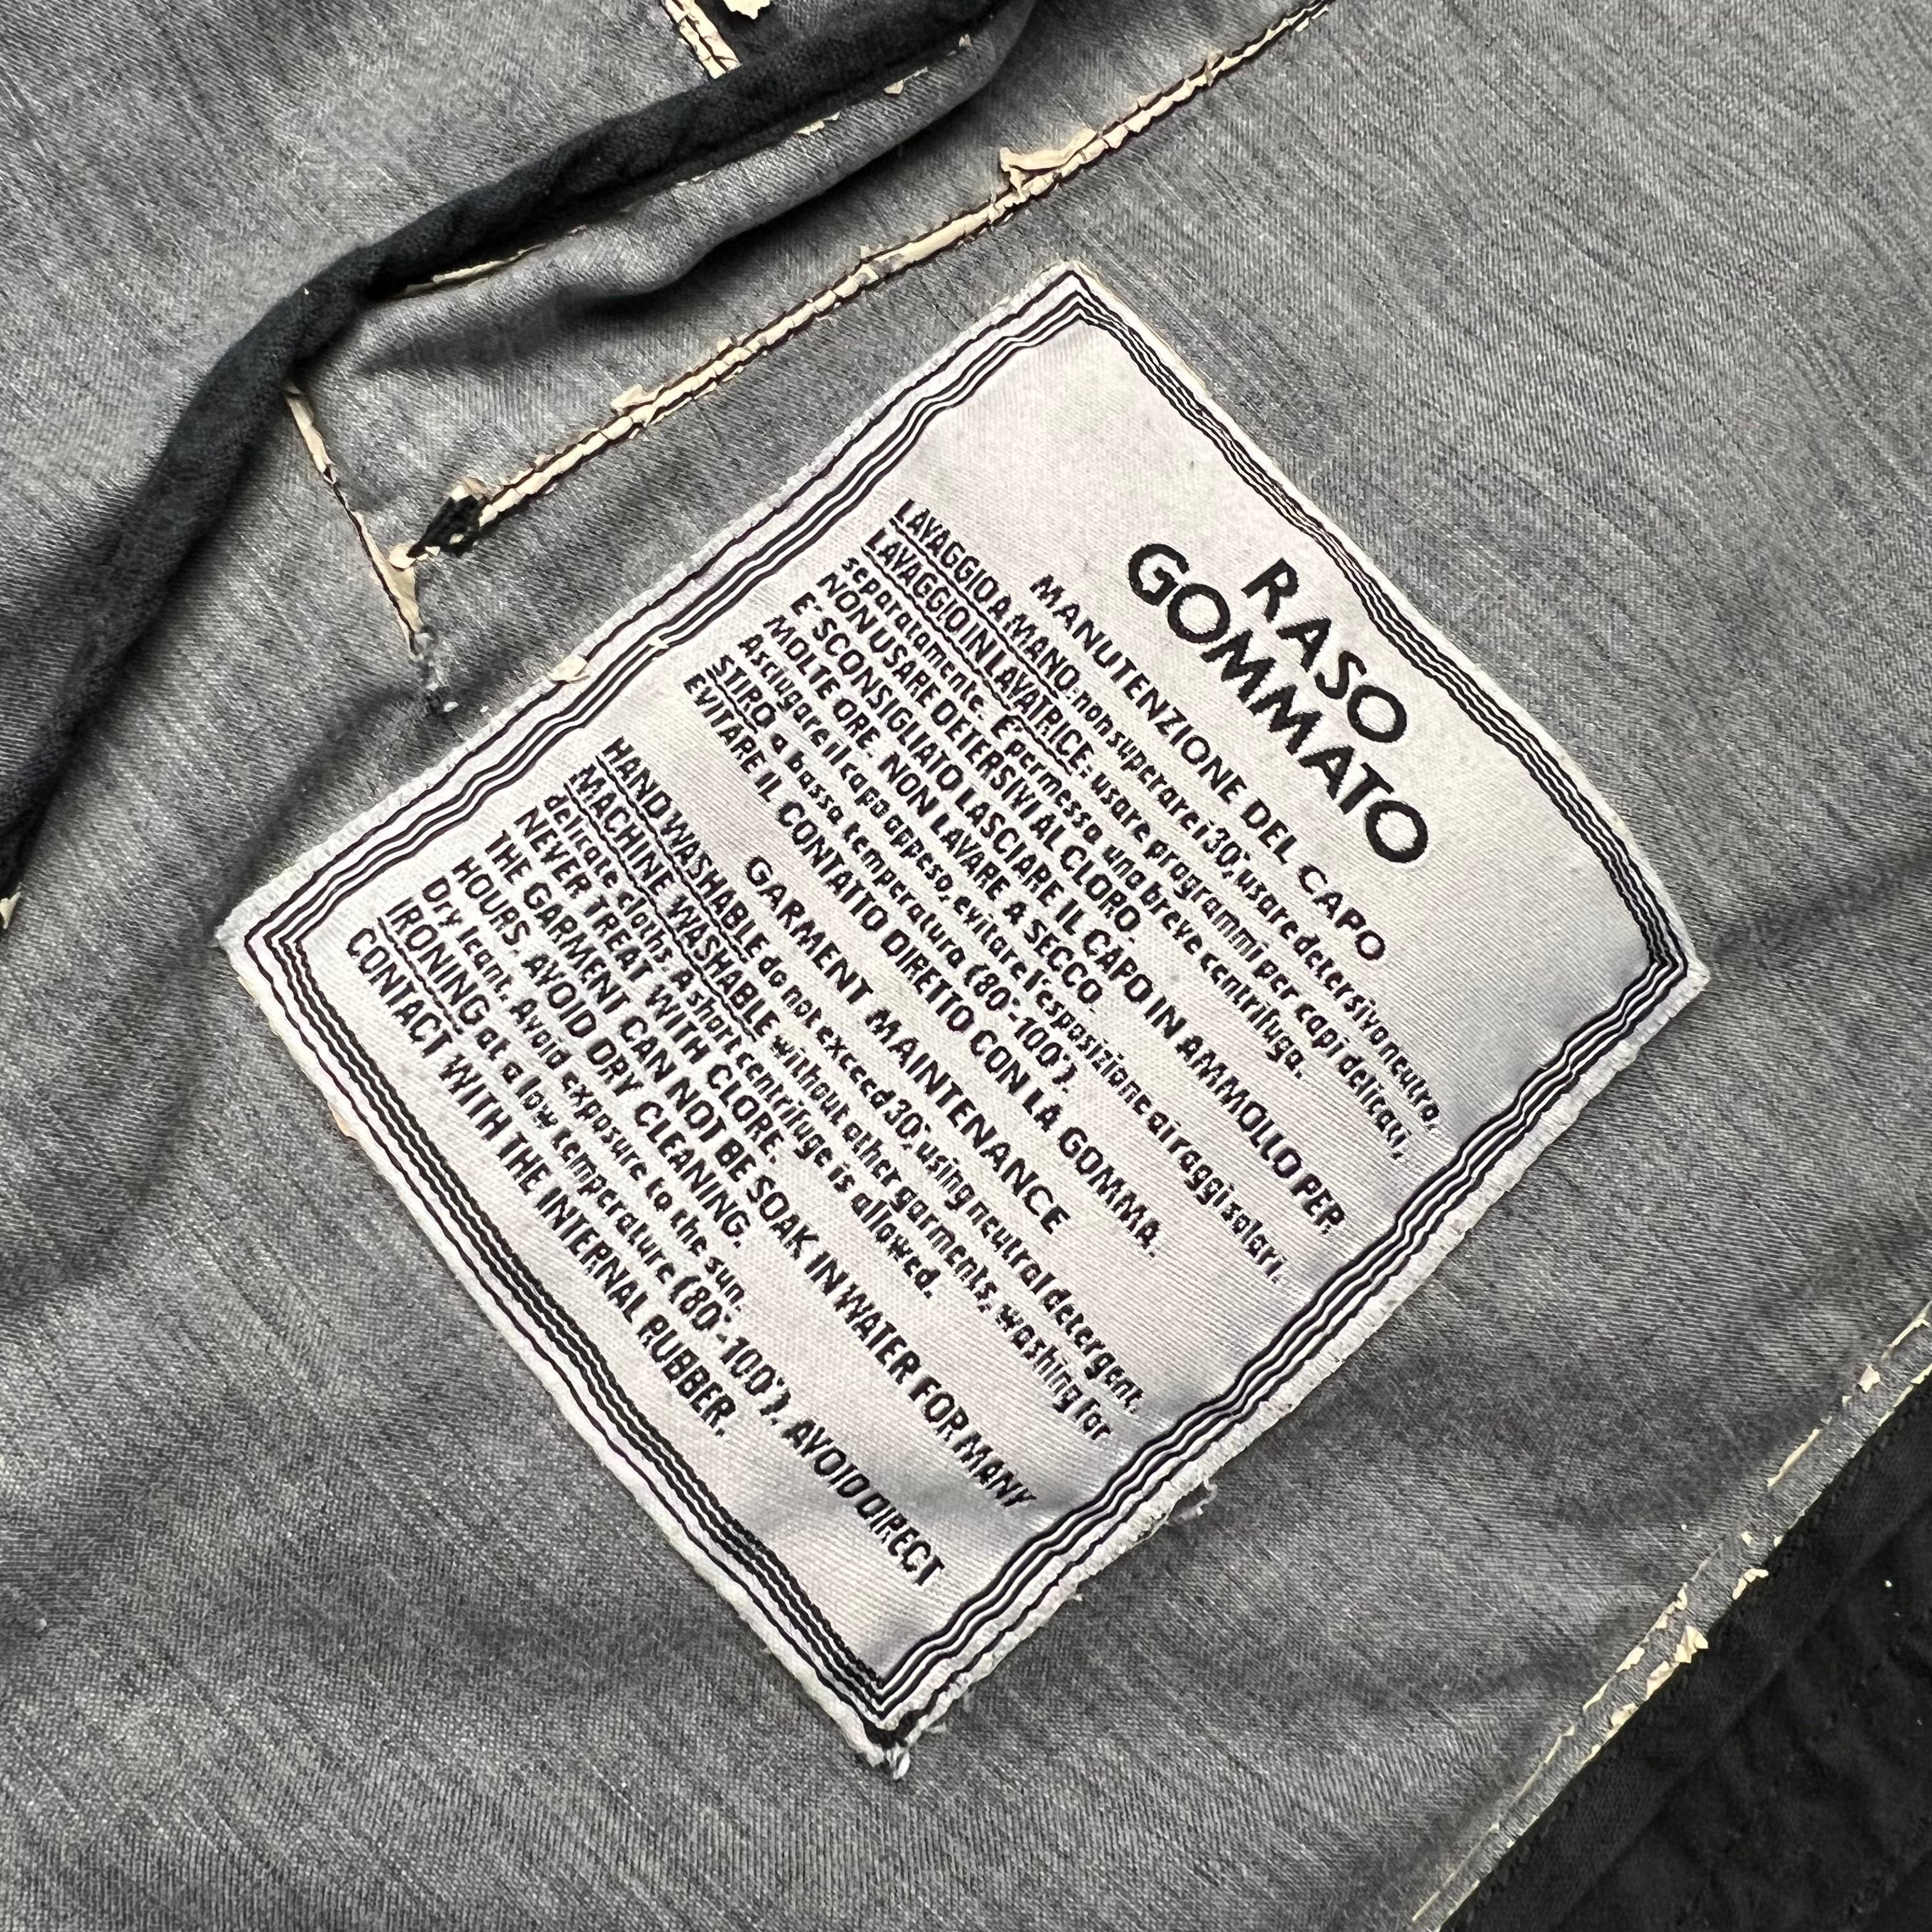 RASO
GOMMATO
MANUTENZIONE DEL CAPO
LAVAGGIO A MANO: non superare i 30°, usare detersivo neutro.
LAVAGGIO IN LAVATRICE: usare programmi per capi delicati,
separatamente. È permessa una breve centrifuga.
NON USARE DETERSIVI AL CLORO.
E' SCONSIGLIATO LASCIARE IL CAPO IN AMMOLLO PER
MOLTE ORE. NON LAVARE A SECCO.
Asciugare il capo appeso, evitare l'esposizione ai raggi solari.
STIRO a bassa temperatura (80°-100°).
EVITARE IL CONTATTO DIRETTO CON LA GOMMA.
GARMENT MAINTENANCE
HAND WASHABLE do not exceed 30°, using neutral detergent.
MACHINE WASHABLE without other garments, washing for
delicate cloths. A short centrifuge is allowed.
NEVER TREAT WITH CLORE.
THE GARMENT CAN NOT BE SOAK IN WATER FOR MANY
HOURS. AVOID DRY CLEANING.
Dry leant. Avoid exposure to the sun.
IRONING at a low temperature (80°-100°). AVOID DIRECT
CONTACT WITH THE INTERNAL RUBBER.